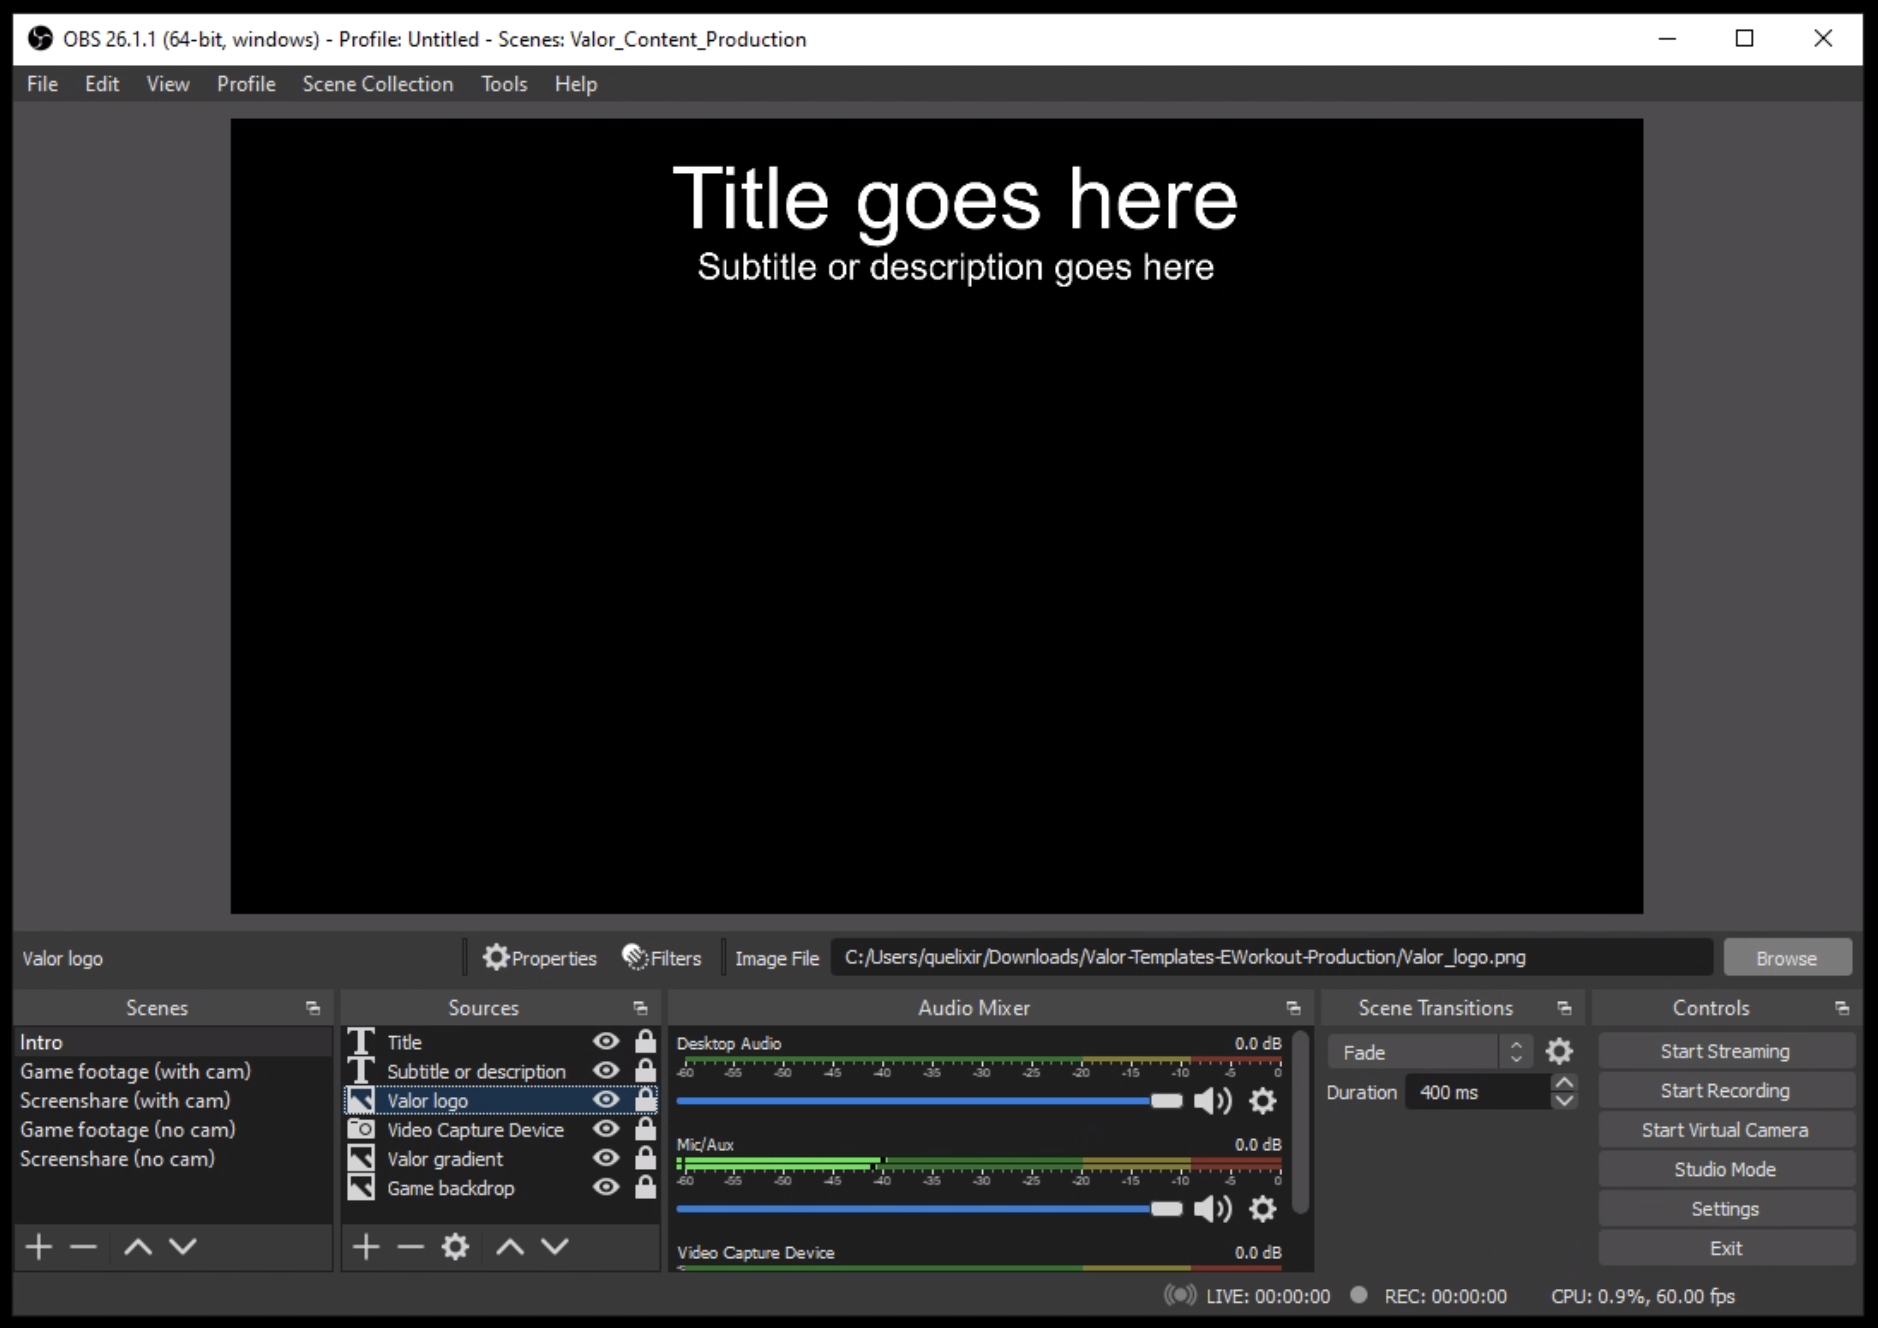 OBS 26.1.1 (64-bit, windows) - Profile: Untitled - Scenes: Valor_Content_Production
File Edit View Profile Scene Collection Tools Help
Title goes here
Subtitle or description goes here
Valor logo Properties Filters Image File C:/Users/quelixir/Downloads/Valor-Templates-EWorkout-Production/Valor_logo.png Browse
Scenes
Intro
Game footage (with cam)
Screenshare (with cam)
Game footage (no cam)
Screenshare (no cam)
Sources
Title
Subtitle or description
Valor logo
Video Capture Device
Valor gradient
Game backdrop
Audio Mixer
Desktop Audio 0.0 dB
-60 -55 -50 -45 -40 -35 -30 -25 -20 -15 -10 -5 0
Mic/Aux 0.0 dB
-60 -55 -50 -45 -40 -35 -30 -25 -20 -15 -10 -5 0
Video Capture Device 0.0 dB
Scene Transitions
Fade
Duration 400 ms
Controls
Start Streaming
Start Recording
Start Virtual Camera
Studio Mode
Settings
Exit
LIVE: 00:00:00 REC: 00:00:00 CPU: 0.9%, 60.00 fps